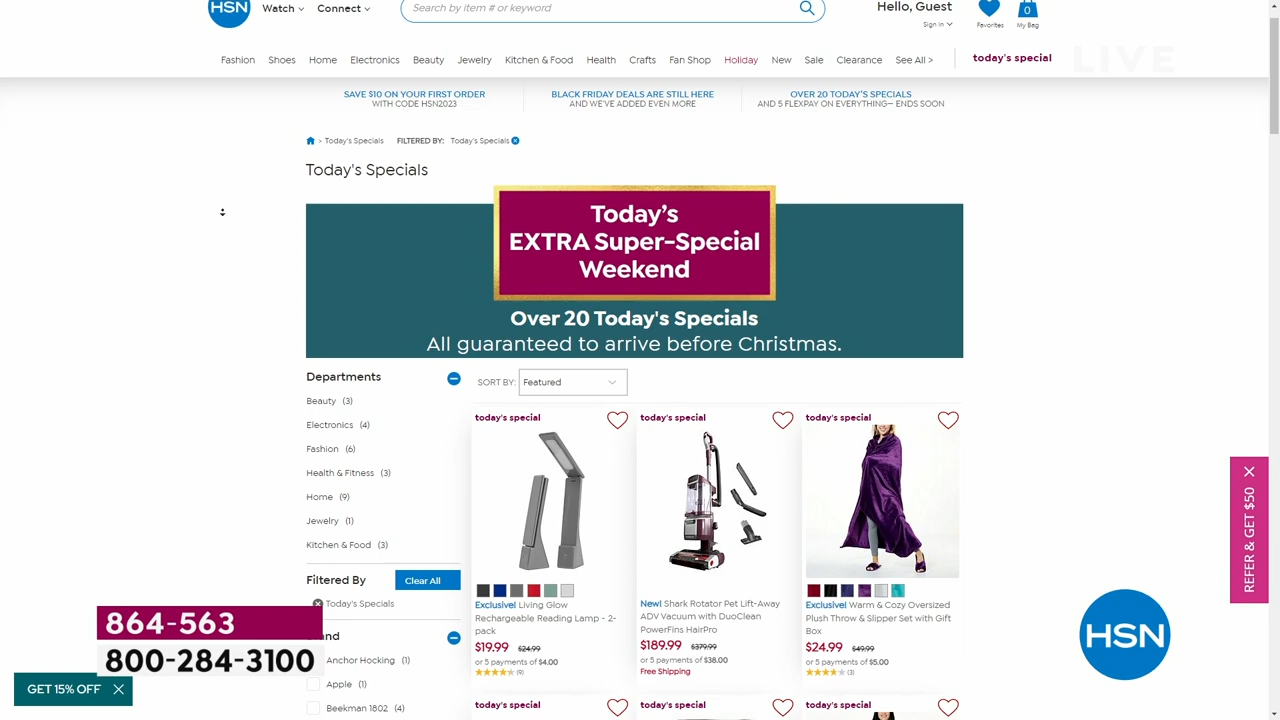 HSN
Watch
Connect
Search by item # or keyword
Hello, Guest
Sign In
Favorites
0
My Bag
Fashion Shoes Home Electronics Beauty Jewelry Kitchen & Food Health Crafts Fan Shop Holiday New Sale Clearance See All >
today's special
LIVE
SAVE $10 ON YOUR FIRST ORDER
WITH CODE HSN2023
BLACK FRIDAY DEALS ARE STILL HERE
AND WE'VE ADDED EVEN MORE
OVER 20 TODAY'S SPECIALS
AND 5 FLEXPAY ON EVERYTHING— ENDS SOON
> Today's Specials FILTERED BY: Today's Specials
Today's Specials
Today's
EXTRA Super-Special
Weekend
Over 20 Today's Specials
All guaranteed to arrive before Christmas.
Departments
Beauty (3)
Electronics (4)
Fashion (6)
Health & Fitness (3)
Home (9)
Jewelry (1)
Kitchen & Food (3)
Filtered By
Clear All
Today's Specials
and
Anchor Hocking (1)
Apple (1)
Beekman 1802 (4)
SORT BY: Featured
today's special
Exclusive! Living Glow
Rechargeable Reading Lamp - 2-
pack
$19.99 $24.99
or 5 payments of $4.00
(9)
today's special
New! Shark Rotator Pet Lift-Away
ADV Vacuum with DuoClean
PowerFins HairPro
$189.99 $379.99
or 5 payments of $38.00
Free Shipping
today's special
Exclusive! Warm & Cozy Oversized
Plush Throw & Slipper Set with Gift
Box
$24.99 $49.99
or 5 payments of $5.00
(3)
today's special
today's special
today's special
REFER & GET $50
864-563
800-284-3100
GET 15% OFF
HSN